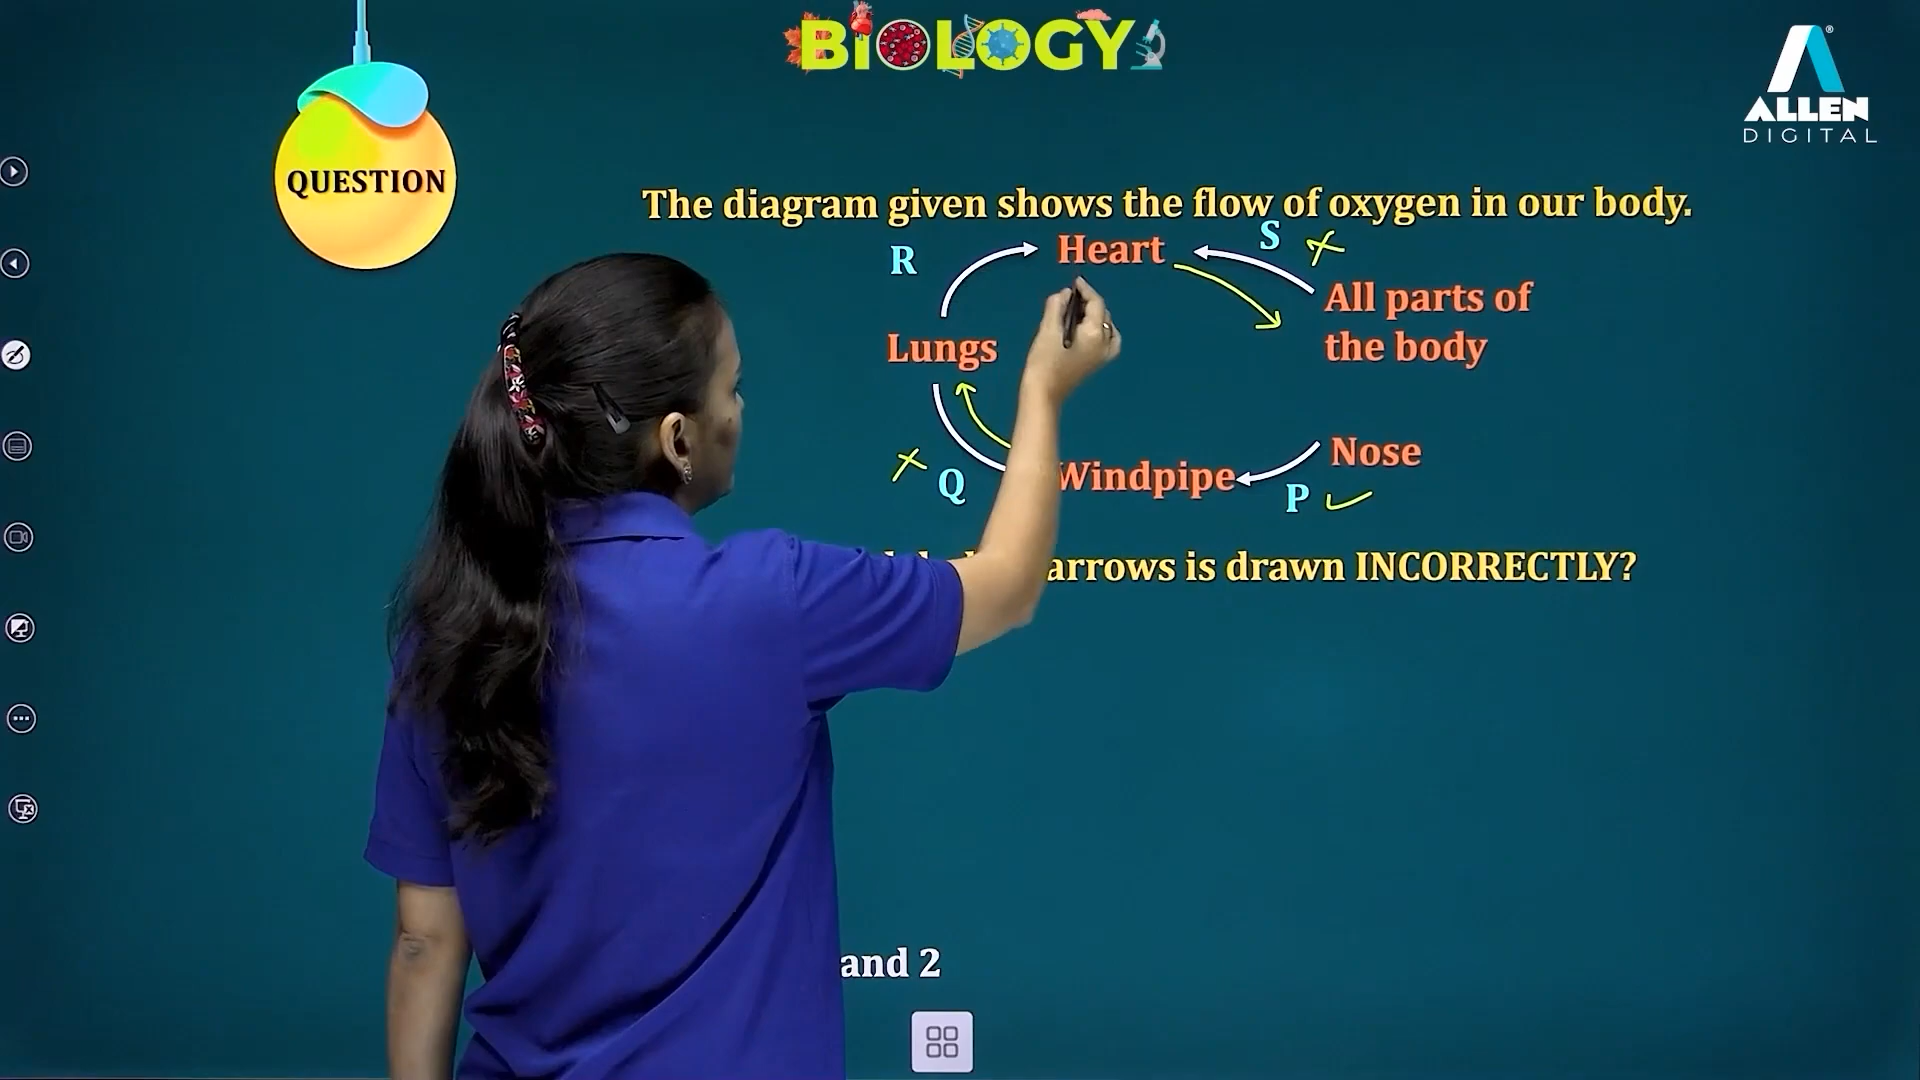 BIOLOGY
ALLEN
DIGITAL
QUESTION
The diagram given shows the flow of oxygen in our body.
R
Heart
S
All parts of
the body
Lungs
Nose
Windpipe
Q
P
arrows is drawn INCORRECTLY?
and 2